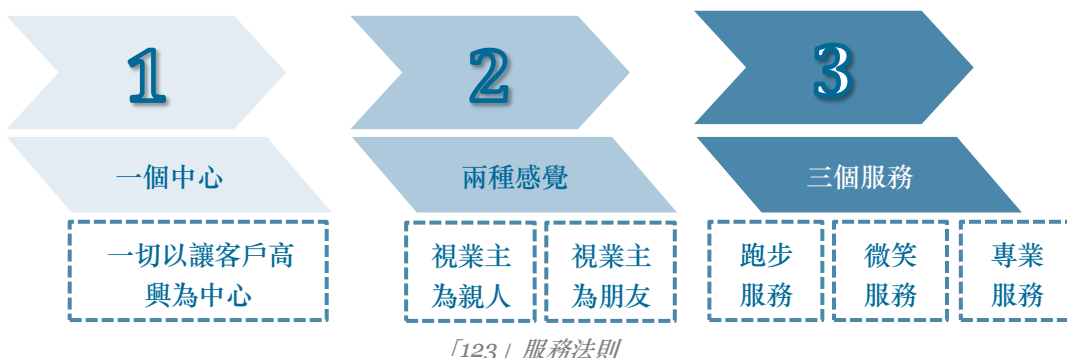 1
2
3
一個中心
兩種感覺
三個服務
一切以讓客戶高
興為中心
視業主
為親人
視業主
為朋友
跑步
服務
微笑
服務
專業
服務
「123」服務法則